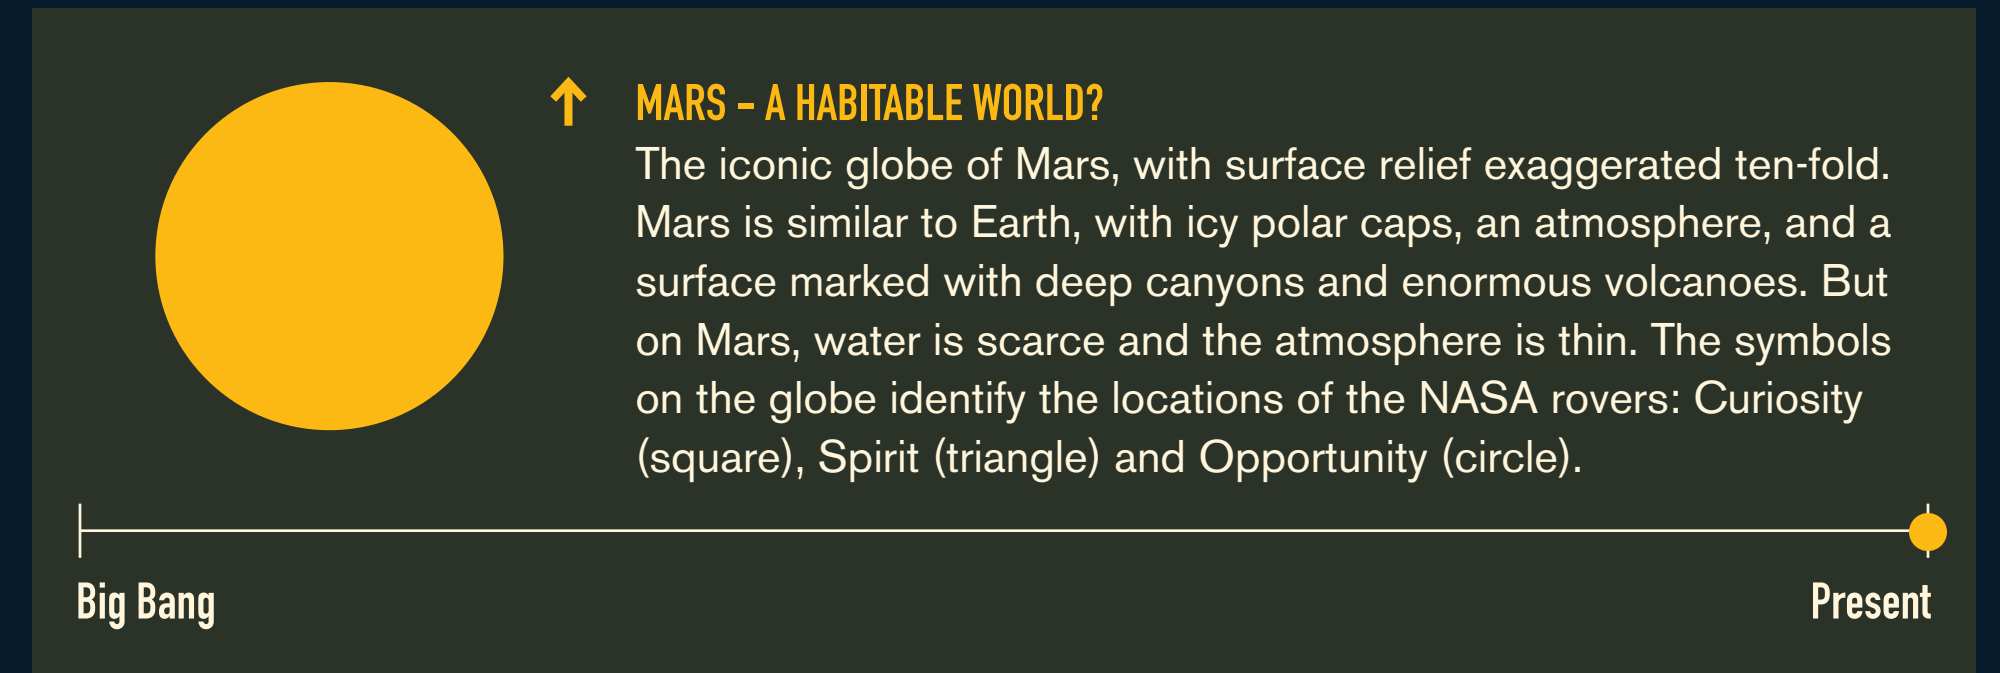 MARS – A HABITABLE WORLD?
The iconic globe of Mars, with surface relief exaggerated ten-fold.
Mars is similar to Earth, with icy polar caps, an atmosphere, and a
surface marked with deep canyons and enormous volcanoes. But
on Mars, water is scarce and the atmosphere is thin. The symbols
on the globe identify the locations of the NASA rovers: Curiosity
(square), Spirit (triangle) and Opportunity (circle).
Big Bang
Present